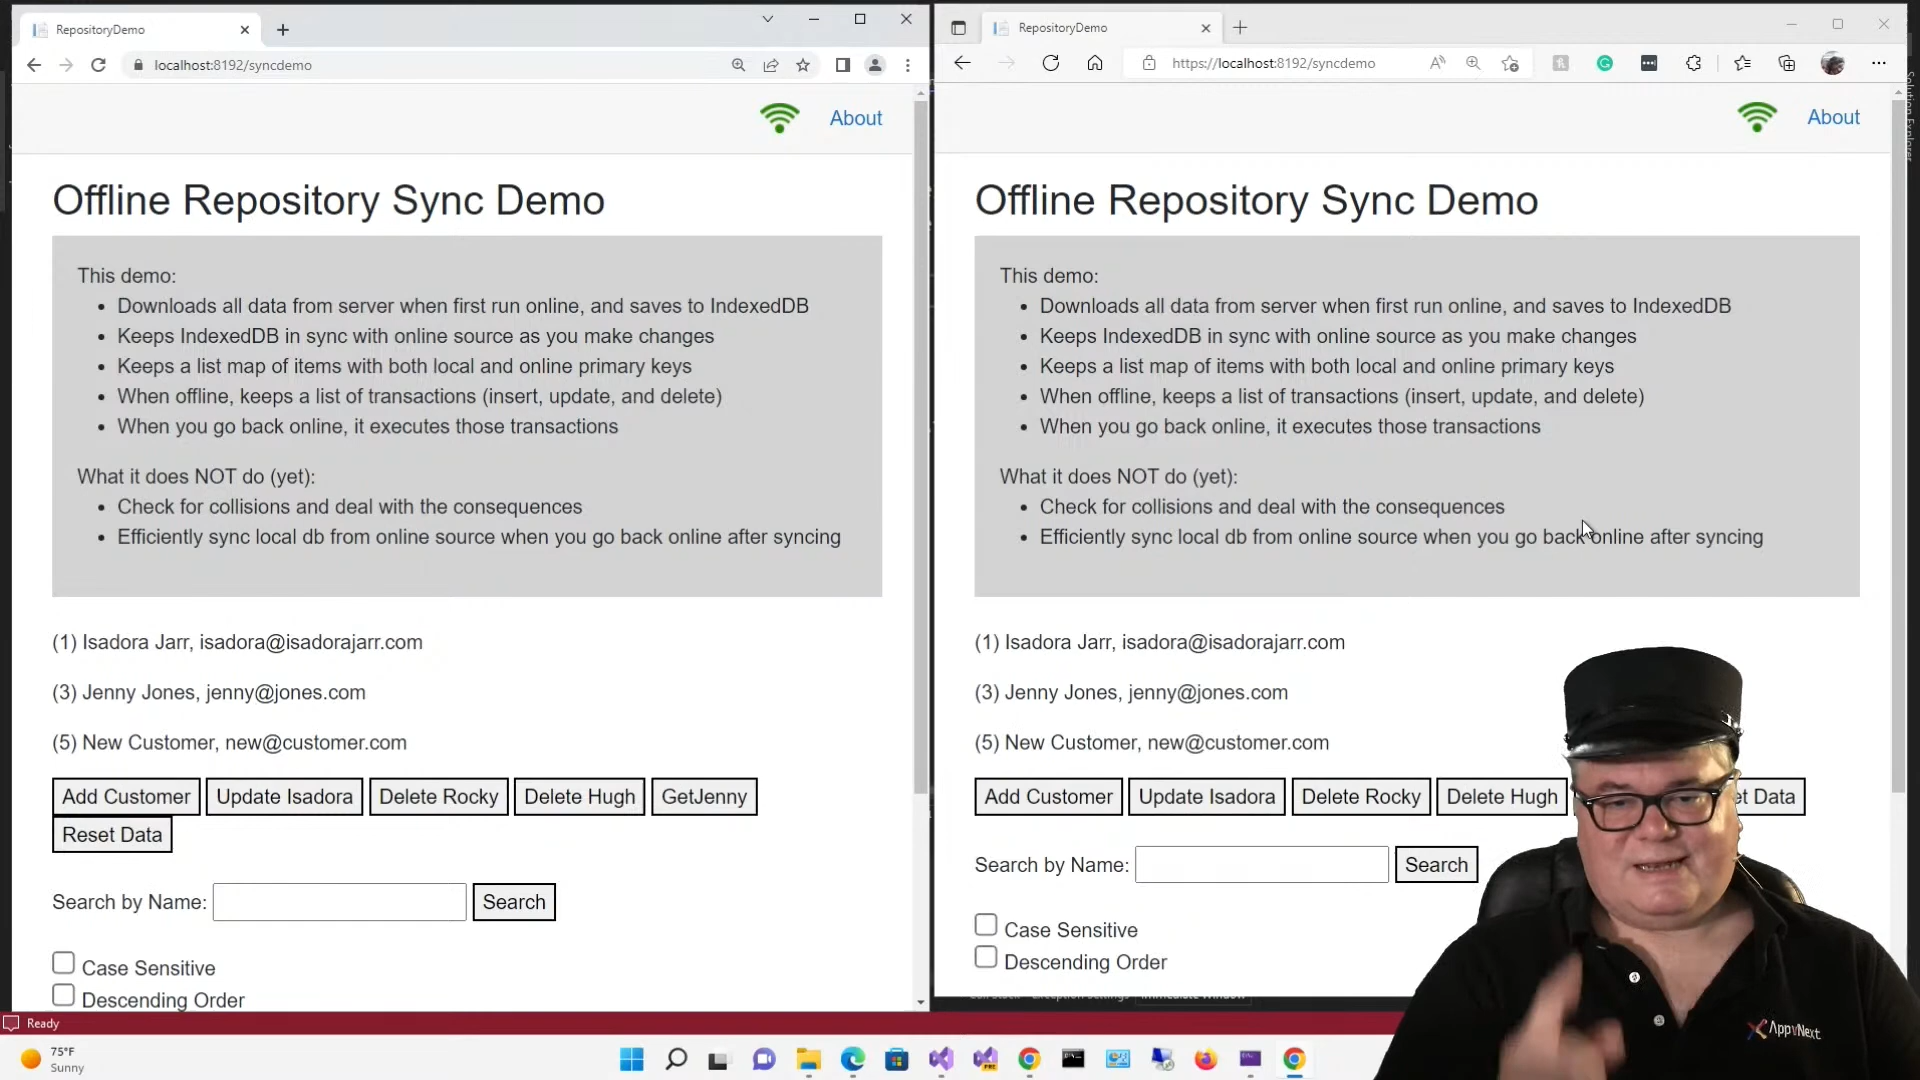 RepositoryDemo
localhost:8192/syncdemo
About
Offline Repository Sync Demo
This demo:
• Downloads all data from server when first run online, and saves to IndexedDB
• Keeps IndexedDB in sync with online source as you make changes
• Keeps a list map of items with both local and online primary keys
• When offline, keeps a list of transactions (insert, update, and delete)
• When you go back online, it executes those transactions
What it does NOT do (yet):
• Check for collisions and deal with the consequences
• Efficiently sync local db from online source when you go back online after syncing
(1) Isadora Jarr, isadora@isadorajarr.com
(3) Jenny Jones, jenny@jones.com
(5) New Customer, new@customer.com
Add Customer Update Isadora Delete Rocky Delete Hugh GetJenny
Reset Data
Search by Name: Search
Case Sensitive
Descending Order
RepositoryDemo
https://localhost:8192/syncdemo
About
Offline Repository Sync Demo
This demo:
• Downloads all data from server when first run online, and saves to IndexedDB
• Keeps IndexedDB in sync with online source as you make changes
• Keeps a list map of items with both local and online primary keys
• When offline, keeps a list of transactions (insert, update, and delete)
• When you go back online, it executes those transactions
What it does NOT do (yet):
• Check for collisions and deal with the consequences
• Efficiently sync local db from online source when you go back online after syncing
(1) Isadora Jarr, isadora@isadorajarr.com
(3) Jenny Jones, jenny@jones.com
(5) New Customer, new@customer.com
Add Customer Update Isadora Delete Rocky Delete Hugh t Data
Search by Name: Search
Case Sensitive
Descending Order
Solution Explorer
AppvNext
Ready
75°F
Sunny